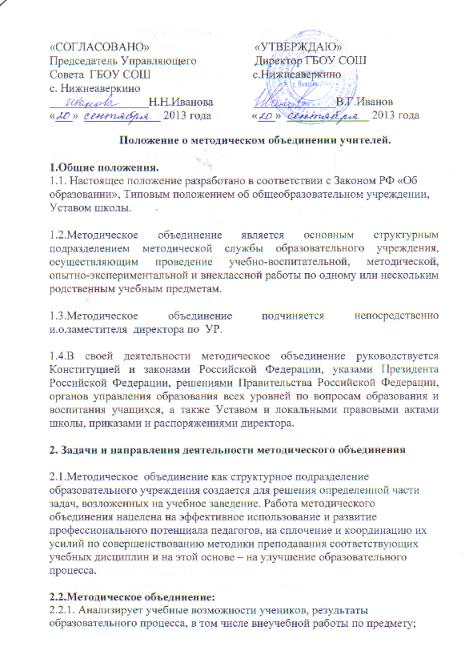 «СОГЛАСОВАНО» «УТВЕРЖДАЮ»
Председатель Управляющего Директор ГБОУ СОШ
Совета ГБОУ СОШ с.Нижнеаверкино
с. Нижнеаверкино
Иванова Н.Н.Иванова Иванов В.Г.Иванов
«20» сентября 2013 года «20» сентября 2013 года
Положение о методическом объединении учителей.
1.Общие положения.
1.1. Настоящее положение разработано в соответствии с Законом РФ «Об
образовании», Типовым положением об общеобразовательном учреждении,
Уставом школы.
1.2.Методическое объединение является основным структурным
подразделением методической службы образовательного учреждения,
осуществляющим проведение учебно-воспитательной, методической,
опытно-экспериментальной и внеклассной работы по одному или нескольким
родственным учебным предметам.
1.3.Методическое объединение подчиняется непосредственно
и.о.заместителя директора по УР.
1.4.В своей деятельности методическое объединение руководствуется
Конституцией и законами Российской Федерации, указами Президента
Российской Федерации, решениями Правительства Российской Федерации,
органов управления образования всех уровней по вопросам образования и
воспитания учащихся, а также Уставом и локальными правовыми актами
школы, приказами и распоряжениями директора.
2. Задачи и направления деятельности методического объединения
2.1.Методическое объединение как структурное подразделение
образовательного учреждения создается для решения определенной части
задач, возложенных на учебное заведение. Работа методического
объединения нацелена на эффективное использование и развитие
профессионального потенциала педагогов, на сплочение и координацию их
усилий по совершенствованию методики преподавания соответствующих
учебных дисциплин и на этой основе – на улучшение образовательного
процесса.
2.2.Методическое объединение:
2.2.1. Анализирует учебные возможности учеников, результаты
образовательного процесса, в том числе внеучебной работы по предмету;